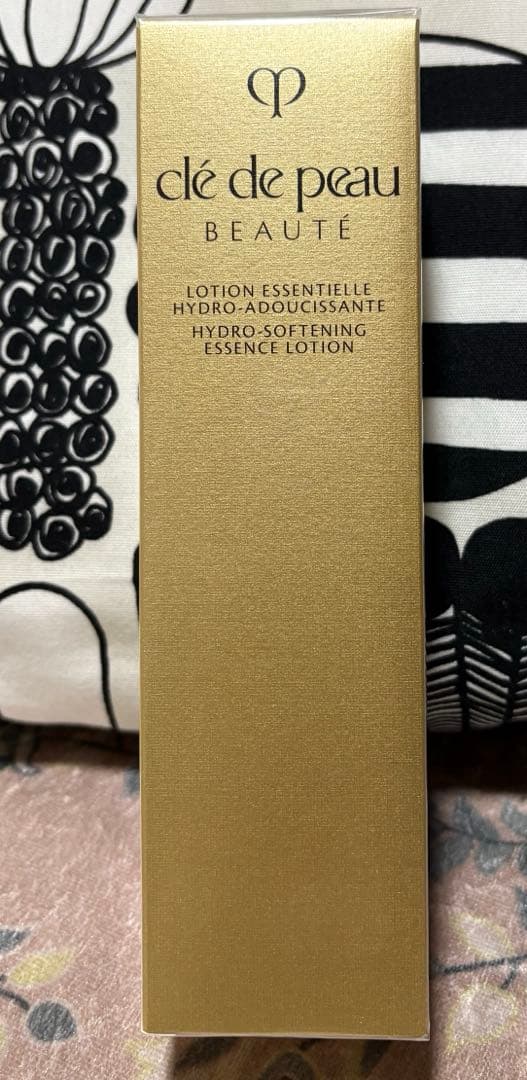 clé de peau
BEAUTÉ
LOTION ESSENTIELLE
HYDRO-ADOUCISSANTE
HYDRO-SOFTENING
ESSENCE LOTION